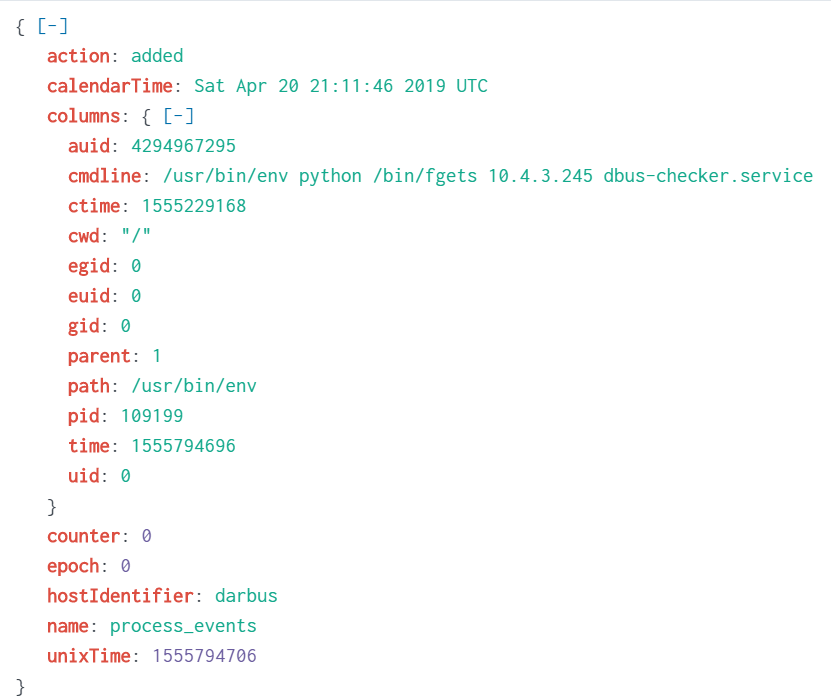 { [-]
action: added
calendarTime: Sat Apr 20 21:11:46 2019 UTC
columns: { [-]
auid: 4294967295
cmdline: /usr/bin/env python /bin/fgets 10.4.3.245 dbus-checker.service
ctime: 1555229168
cwd: "/"
egid: 0
euid: 0
gid: 0
parent: 1
path: /usr/bin/env
pid: 109199
time: 1555794696
uid: 0
}
counter: 0
epoch: 0
hostIdentifier: darbus
name: process_events
unixTime: 1555794706
}